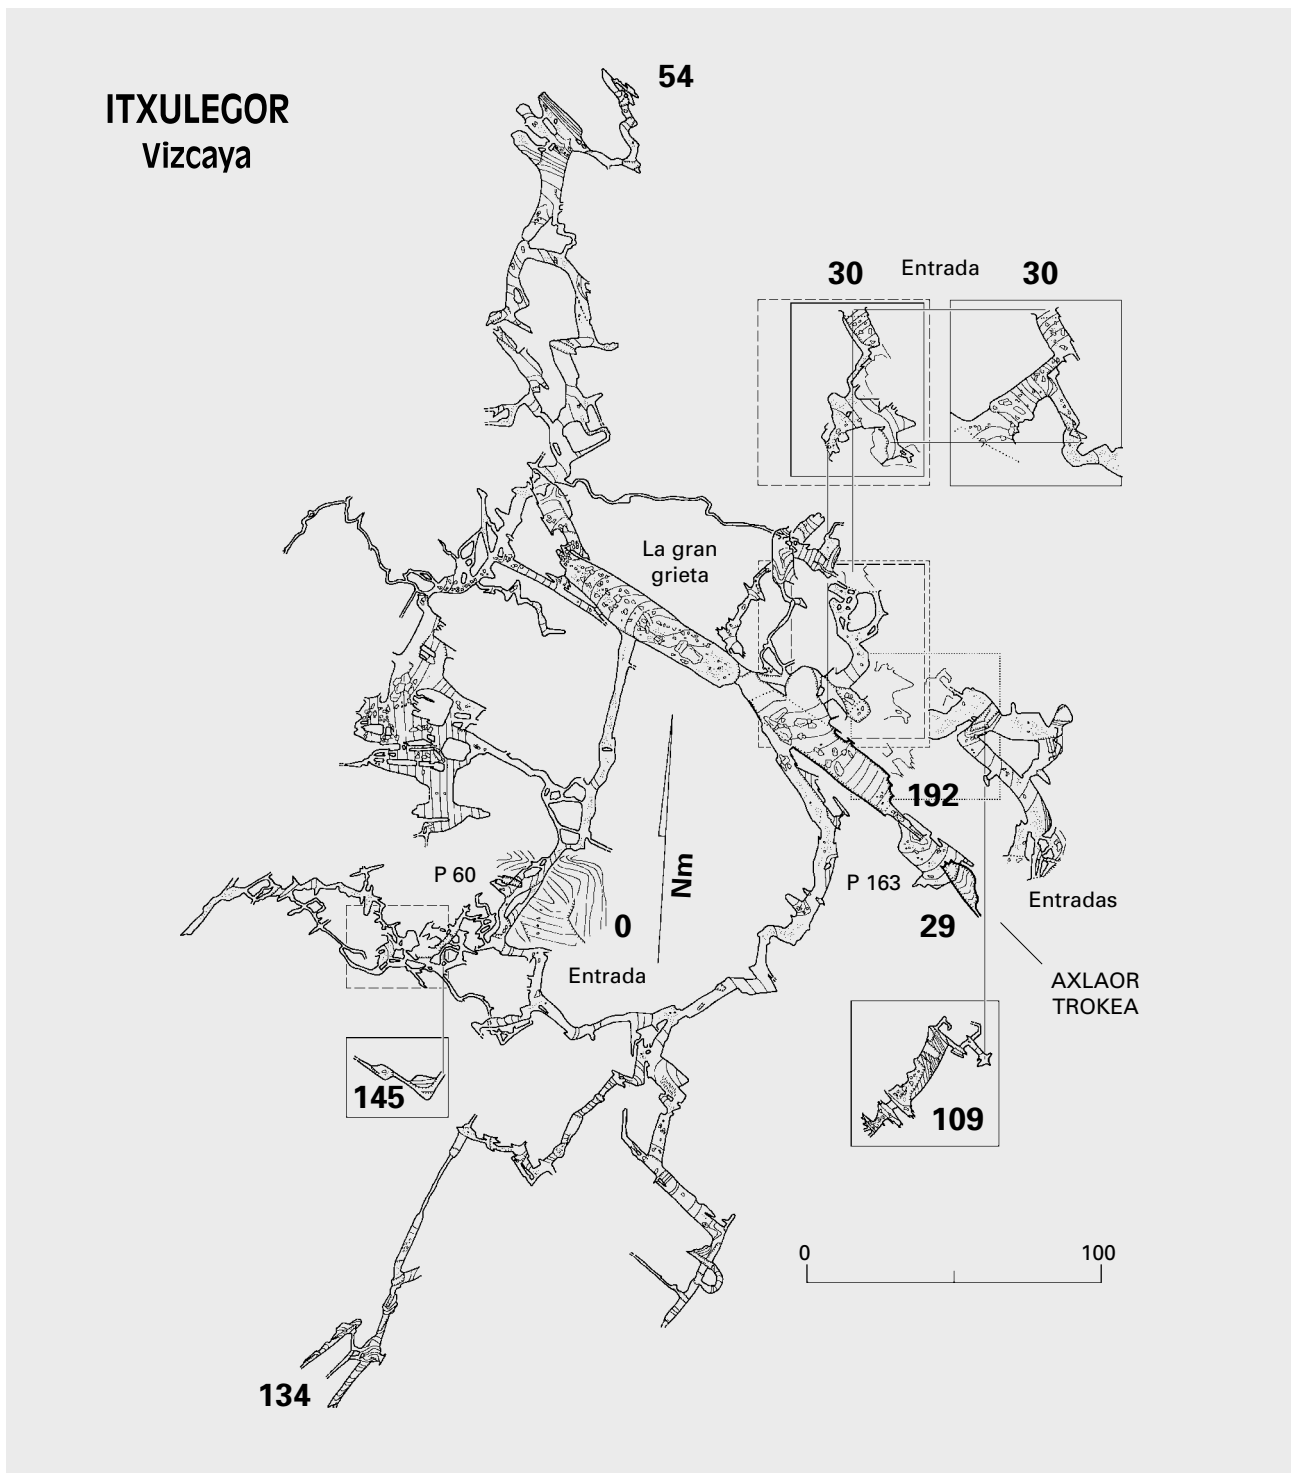 ITXULEGOR
Vizcaya
54
30
Entrada
30
La gran
grieta
192
P 60
Nm
P 163
Entradas
0
29
Entrada
AXLAOR
TROKEA
145
109
0
100
134